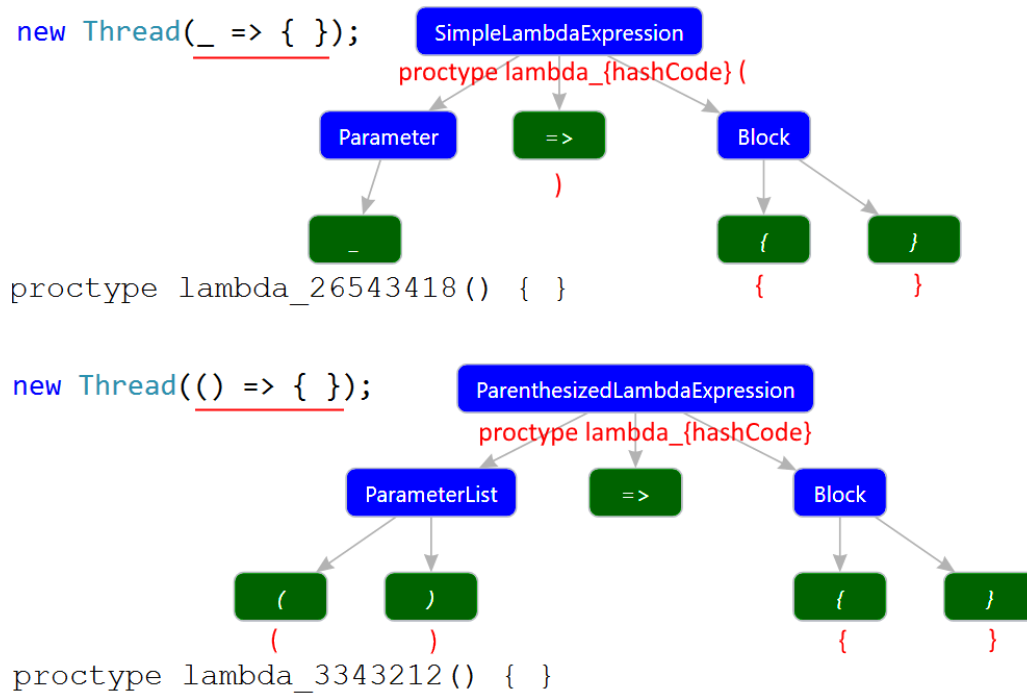 new Thread(_ => { });
SimpleLambdaExpression
proctype lambda_{hashCode} (
Parameter
=>
Block
)
_
{
}
proctype lambda_26543418() { }
{
}
new Thread(() => { });
ParenthesizedLambdaExpression
proctype lambda_{hashCode}
ParameterList
=>
Block
(
)
{
}
(
)
{
}
proctype lambda_3343212() { }